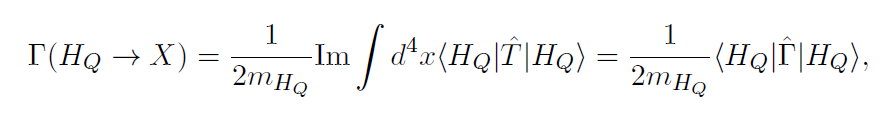 Γ(H_Q → X) = \frac{1}{2m_{H_Q}} Im ∫ d^4x⟨H_Q|\hat{T}|H_Q⟩ = \frac{1}{2m_{H_Q}} ⟨H_Q|\hat{Γ}|H_Q⟩,